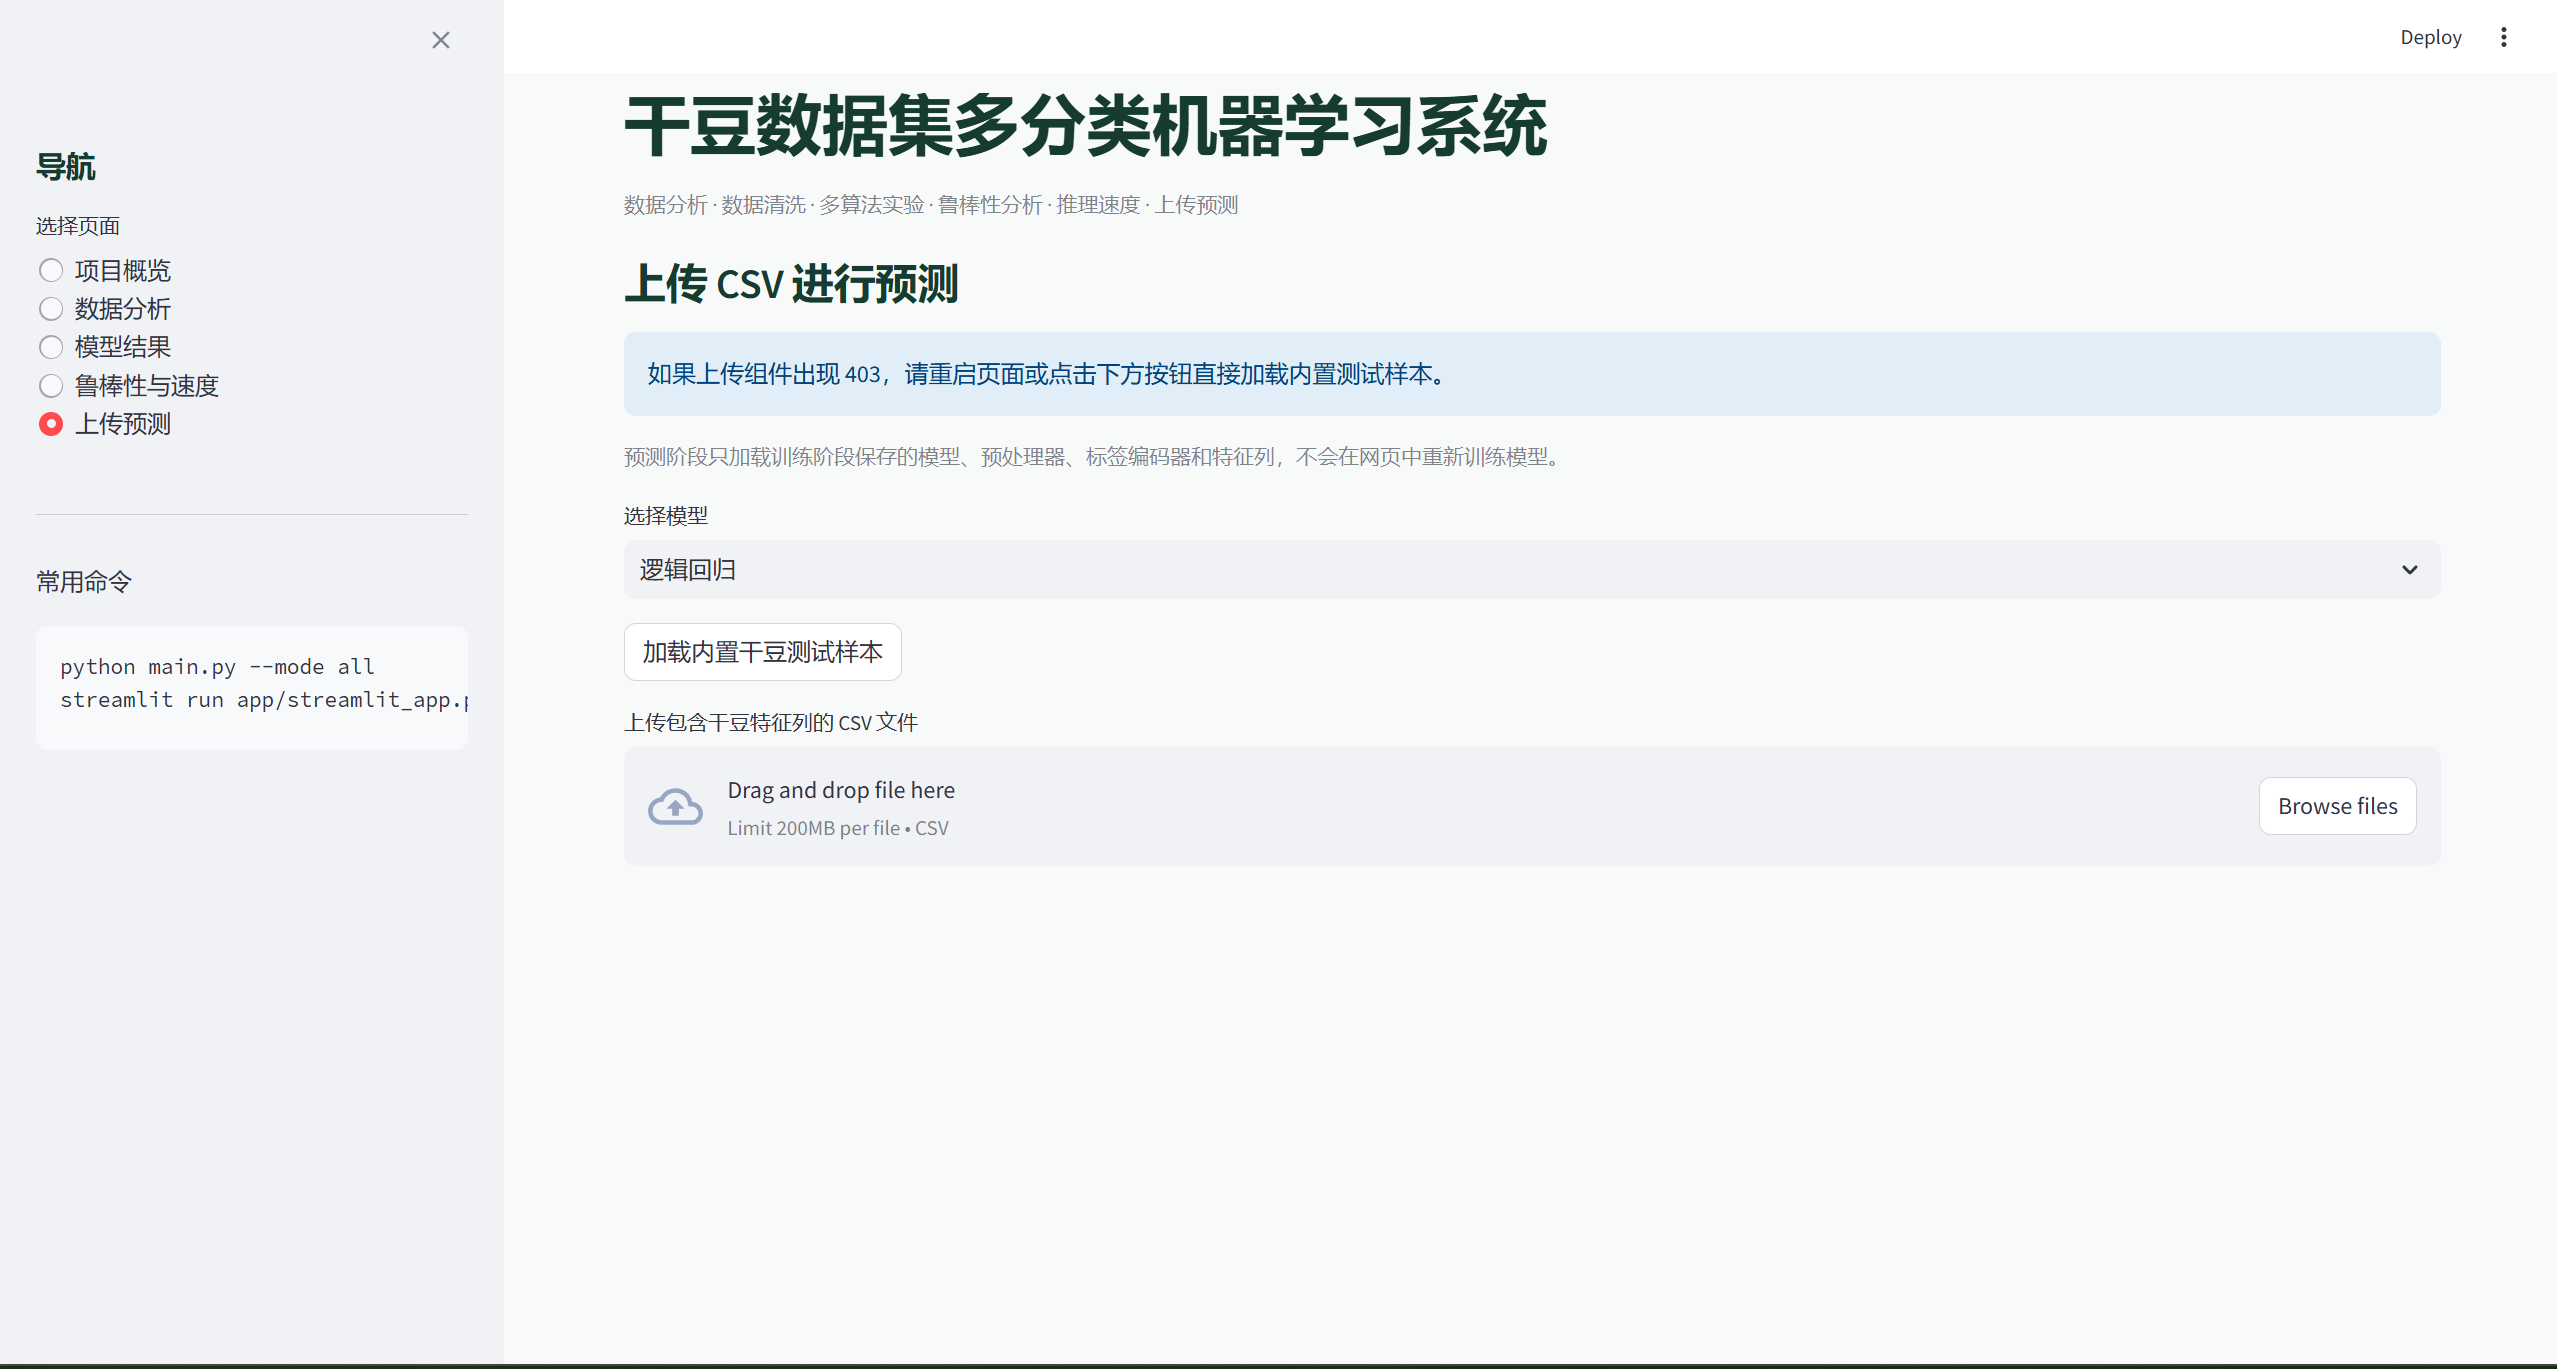 导航
选择页面
项目概览
数据分析
模型结果
鲁棒性与速度
上传预测
常用命令
python main.py --mode all
streamlit run app/streamlit_app.p
Deploy
干豆数据集多分类机器学习系统
数据分析 · 数据清洗 · 多算法实验 · 鲁棒性分析 · 推理速度 · 上传预测
上传 CSV 进行预测
如果上传组件出现 403，请重启页面或点击下方按钮直接加载内置测试样本。
预测阶段只加载训练阶段保存的模型、预处理器、标签编码器和特征列，不会在网页中重新训练模型。
选择模型
逻辑回归
加载内置干豆测试样本
上传包含干豆特征列的 CSV 文件
Drag and drop file here
Limit 200MB per file • CSV
Browse files